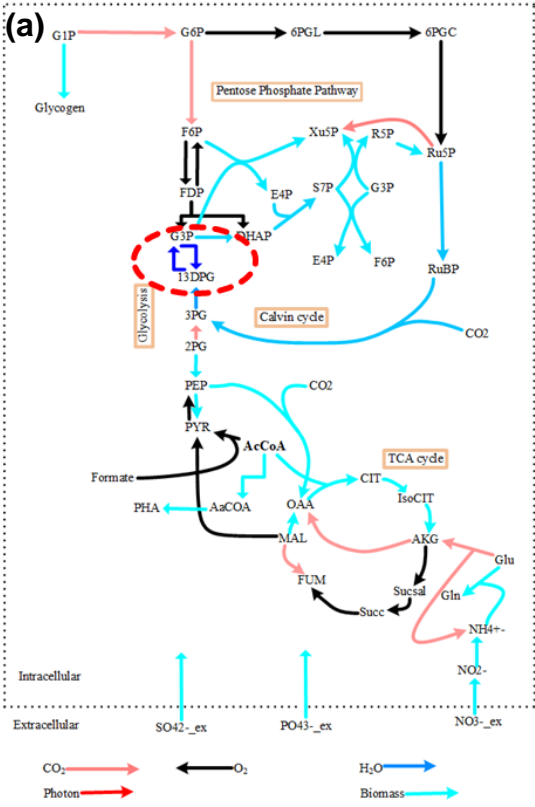 (a)
G1P
G6P
6PGL
6PGC
Glycogen
Pentose Phosphate Pathway
F6P
Xu5P
R5P
Ru5P
FDP
E4P
S7P
G3P
G3P
DHAP
E4P
F6P
13DPG
RuBP
Glycolysis
3PG
Calvin cycle
CO2
2PG
PEP
CO2
PYR
AcCoA
TCA cycle
Formate
CIT
PHA
AaCOA
OAA
IsoCIT
MAL
AKG
Glu
FUM
Sucsal
Gln
Succ
NH4+-
NO2-
Intracellular
Extracellular
SO42-_ex
PO43-_ex
NO3-_ex
CO2
O2
H2O
Photon
Biomass